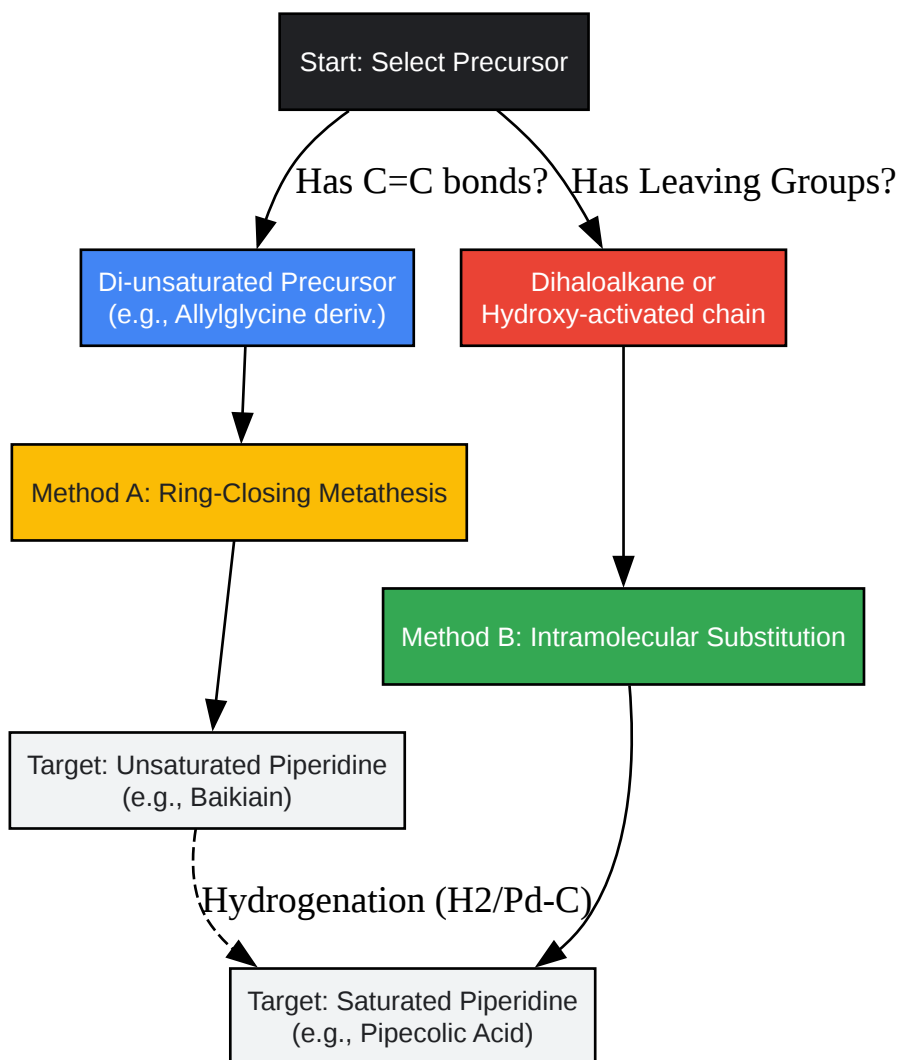 Start: Select Precursor
Has C=C bonds?
Has Leaving Groups?
Di-unsaturated Precursor
(e.g., Allylglycine deriv.)
Dihaloalkane or
Hydroxy-activated chain
Method A: Ring-Closing Metathesis
Method B: Intramolecular Substitution
Target: Unsaturated Piperidine
(e.g., Baikiain)
Hydrogenation (H2/Pd-C)
Target: Saturated Piperidine
(e.g., Pipecolic Acid)